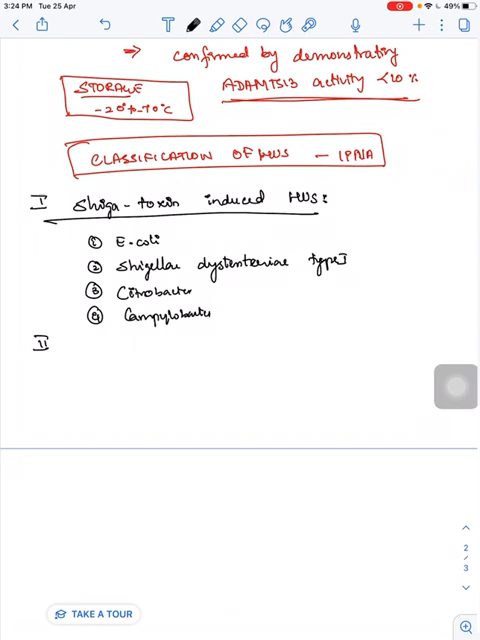 3:24 PM Tue 25 Apr
49%
⇒ confirmed by demonstrating
ADAMTS13 activity <10%
STORAGE
-20° to -70°C
CLASSIFICATION OF HUS - IPNA
I Shiga-toxin induced HUS:
① E-coli
② Shigellae dysenteriae type I
③ Citrobacter
④ Campylobacter
II
2
/
3
TAKE A TOUR